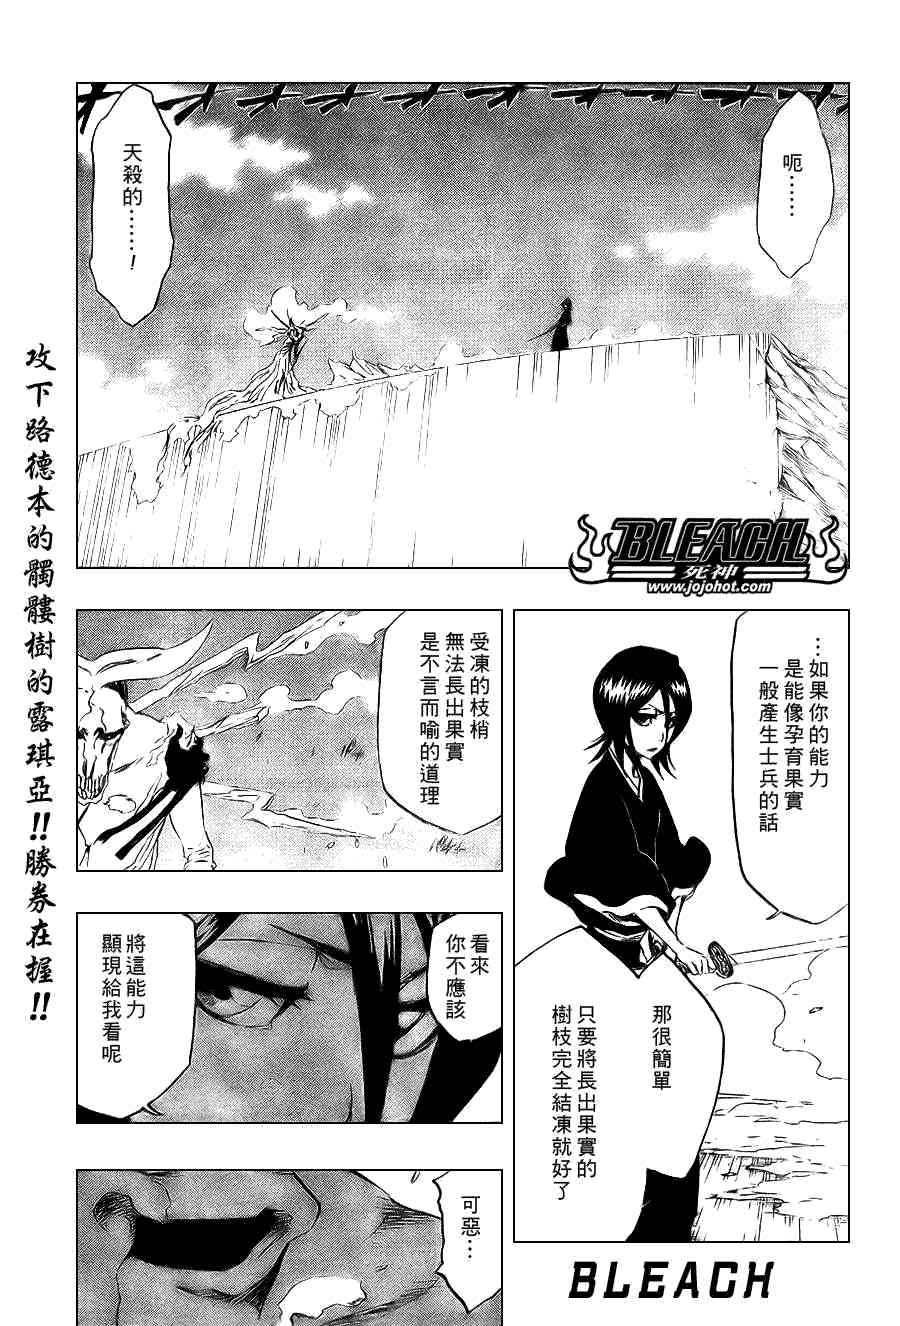 呃……
天殺的……！
BLEACH
死神
www.jojohot.com
…如果你的能力
是能像孕育果實
一般產生士兵的話
那很簡單
只要將長出果實的
樹枝完全結凍就好了
受凍的枝梢
無法長出果實
是不言而喻的道理
看來
你不應該
將這能力
顯現給我看呢
可惡…
攻下路德本的髑髏樹的露琪亞!!勝券在握!!
BLEACH